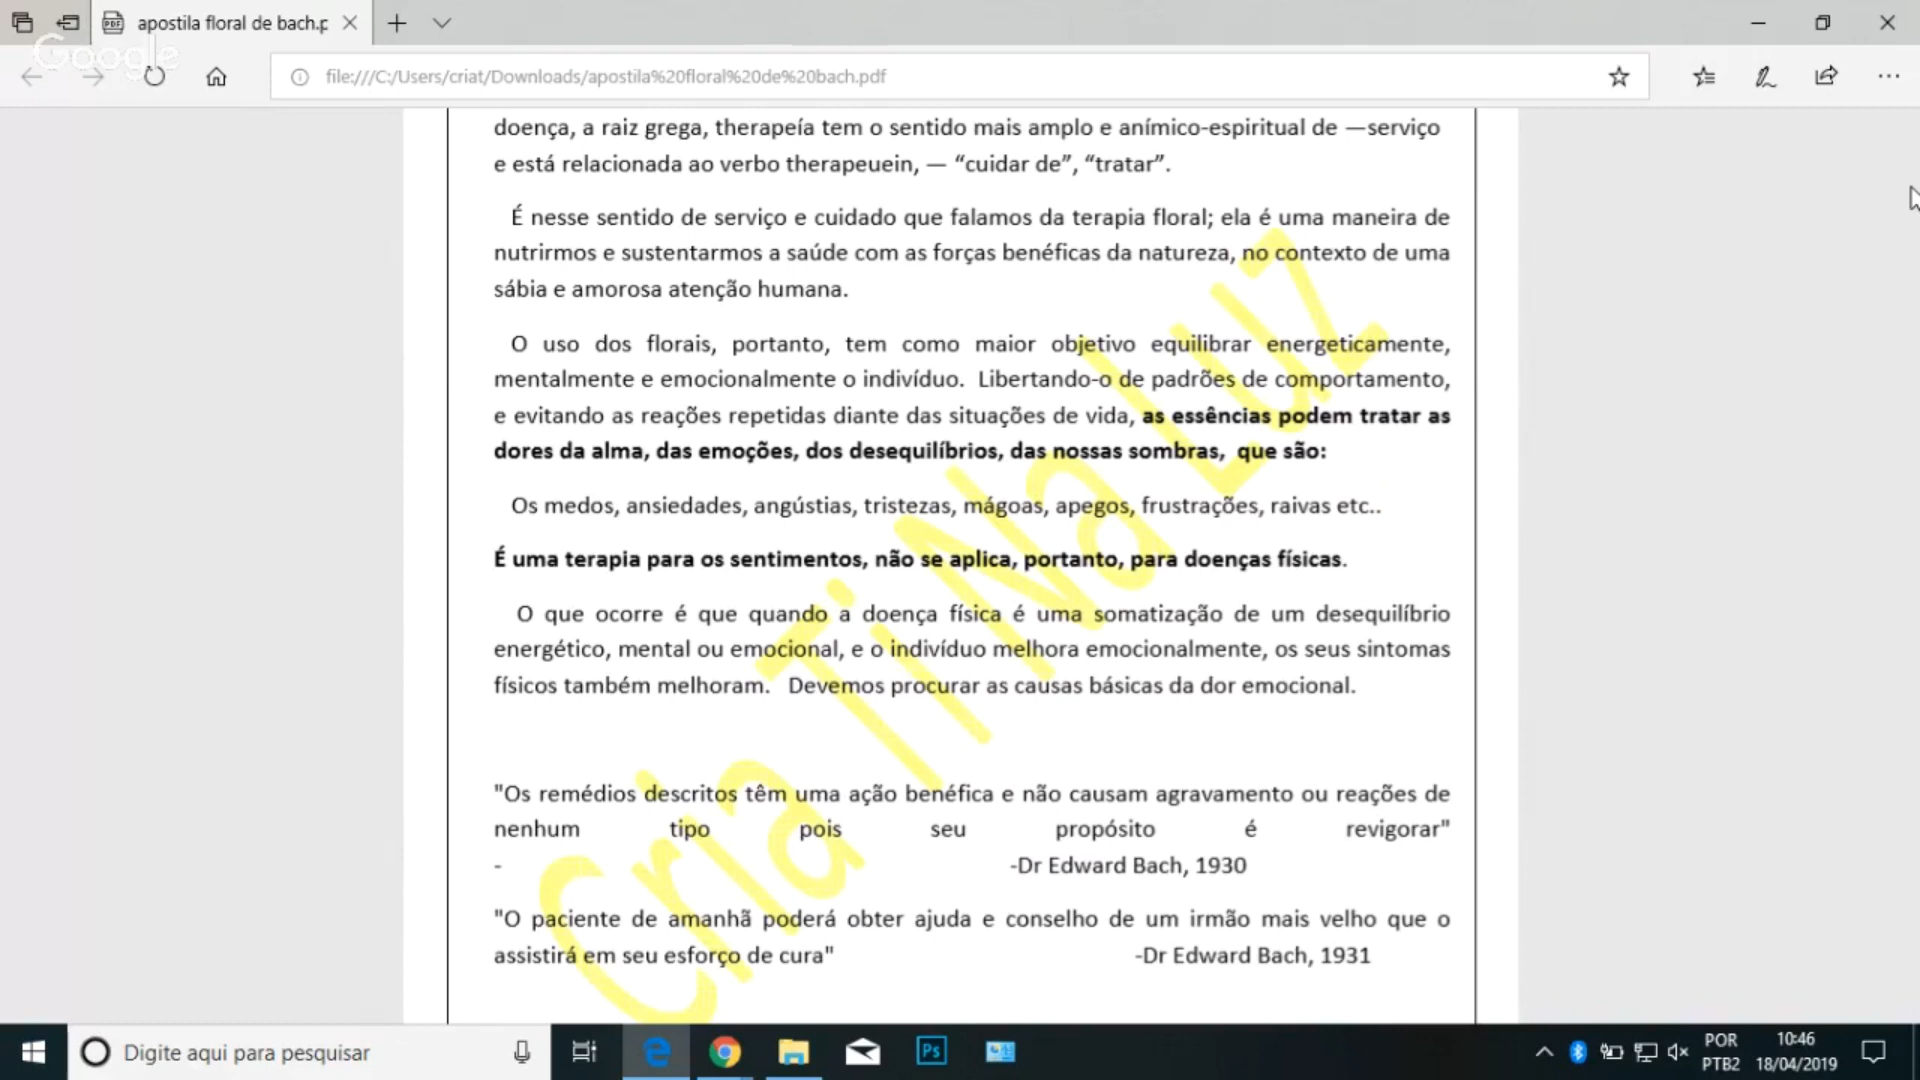 apostila floral de bach.p
Google
file:///C:/Users/criat/Downloads/apostila%20floral%20de%20bach.pdf
doença, a raiz grega, therapeía tem o sentido mais amplo e anímico-espiritual de —serviço
e está relacionada ao verbo therapeuein, — “cuidar de”, “tratar”.
É nesse sentido de serviço e cuidado que falamos da terapia floral; ela é uma maneira de
nutrirmos e sustentarmos a saúde com as forças benéficas da natureza, no contexto de uma
sábia e amorosa atenção humana.
O uso dos florais, portanto, tem como maior objetivo equilibrar energeticamente,
mentalmente e emocionalmente o indivíduo. Libertando-o de padrões de comportamento,
e evitando as reações repetidas diante das situações de vida, as essências podem tratar as
dores da alma, das emoções, dos desequilíbrios, das nossas sombras, que são:
Os medos, ansiedades, angústias, tristezas, mágoas, apegos, frustrações, raivas etc..
É uma terapia para os sentimentos, não se aplica, portanto, para doenças físicas.
O que ocorre é que quando a doença física é uma somatização de um desequilíbrio
energético, mental ou emocional, e o indivíduo melhora emocionalmente, os seus sintomas
físicos também melhoram. Devemos procurar as causas básicas da dor emocional.
"Os remédios descritos têm uma ação benéfica e não causam agravamento ou reações de
nenhum tipo pois seu propósito é revigorar"
- -Dr Edward Bach, 1930
"O paciente de amanhã poderá obter ajuda e conselho de um irmão mais velho que o
assistirá em seu esforço de cura" -Dr Edward Bach, 1931
Cria Ti Na Luz
Digite aqui para pesquisar
Ps
POR 10:46
PTB2 18/04/2019